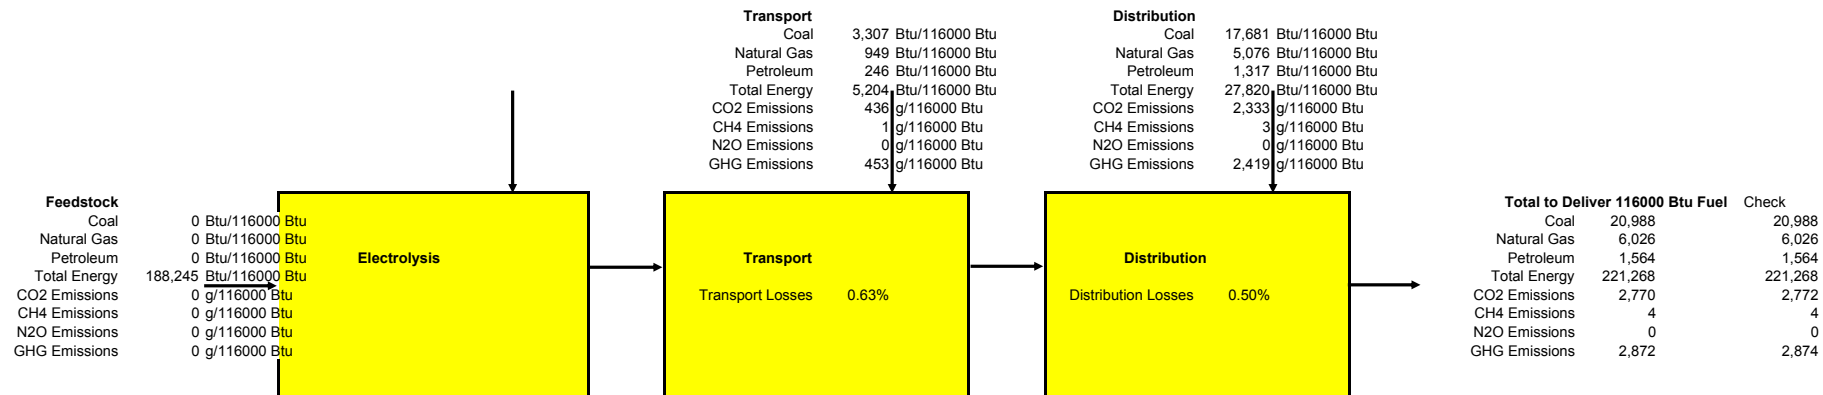 Transport
Coal 3,307 Btu/116000 Btu
Natural Gas 949 Btu/116000 Btu
Petroleum 246 Btu/116000 Btu
Total Energy 5,204 Btu/116000 Btu
CO2 Emissions 436 g/116000 Btu
CH4 Emissions 1 g/116000 Btu
N2O Emissions 0 g/116000 Btu
GHG Emissions 453 g/116000 Btu
Distribution
Coal 17,681 Btu/116000 Btu
Natural Gas 5,076 Btu/116000 Btu
Petroleum 1,317 Btu/116000 Btu
Total Energy 27,820 Btu/116000 Btu
CO2 Emissions 2,333 g/116000 Btu
CH4 Emissions 3 g/116000 Btu
N2O Emissions 0 g/116000 Btu
GHG Emissions 2,419 g/116000 Btu
Feedstock
Coal 0 Btu/116000 Btu
Natural Gas 0 Btu/116000 Btu
Petroleum 0 Btu/116000 Btu
Total Energy 188,245 Btu/116000 Btu
CO2 Emissions 0 g/116000 Btu
CH4 Emissions 0 g/116000 Btu
N2O Emissions 0 g/116000 Btu
GHG Emissions 0 g/116000 Btu
Electrolysis
Transport
Transport Losses 0.63%
Distribution
Distribution Losses 0.50%
Total to Deliver 116000 Btu Fuel Check
Coal 20,988 20,988
Natural Gas 6,026 6,026
Petroleum 1,564 1,564
Total Energy 221,268 221,268
CO2 Emissions 2,770 2,772
CH4 Emissions 4 4
N2O Emissions 0 0
GHG Emissions 2,872 2,874